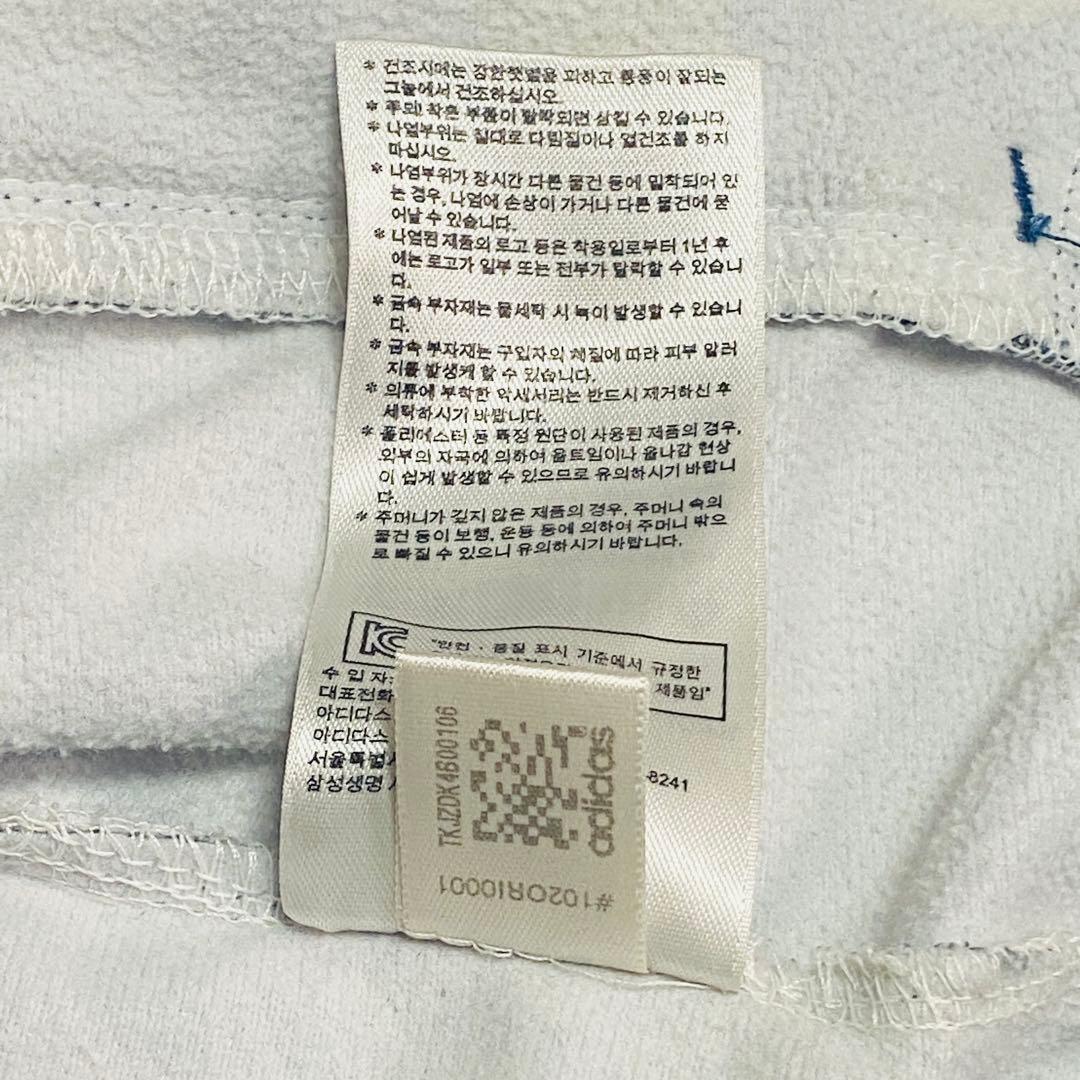 * 건조시에는 강한햇볕을 피하고 통풍이 잘되는
그늘에서 건조하십시오.
* 주의! 작은 부품이 탈락되면 삼킬 수 있습니다.
* 나염부위는 절대로 다림질이나 열건조를 하지
마십시오.
* 나염부위가 장시간 다른 물건 등에 밀착되어 있
는 경우, 나염에 손상이 가거나 다른 물건에 묻
어날 수 있습니다.
* 나염된 제품의 로고 등은 착용일로부터 1년 후
에는 로고가 일부 또는 전부가 탈락할 수 있습니
다.
* 금속 부자재는 물세탁 시 녹이 발생할 수 있습니
다.
* 금속 부자재는 구입자의 체질에 따라 피부 알러
지를 발생케 할 수 있습니다.
* 의류에 부착한 악세서리는 반드시 제거하신 후
세탁하시기 바랍니다.
* 폴리에스터 등 특정 원단이 사용된 제품의 경우,
외부의 자극에 의하여 올트임이나 올나감 현상
이 쉽게 발생할 수 있으므로 유의하시기 바랍니
다.
* 주머니가 깊지 않은 제품의 경우, 주머니 속의
물건 등이 보행, 운동 등에 의하여 주머니 밖으
로 빠질 수 있으니 유의하시기 바랍니다.
KC "안전 · 품질 표시 기준에서 규정한
제품임"
수 입 자:
대표전화
아디다스
아디다스
서울특별시
삼성생명
-8241
TKJZDK4B00106
adidas
#102ORI0001